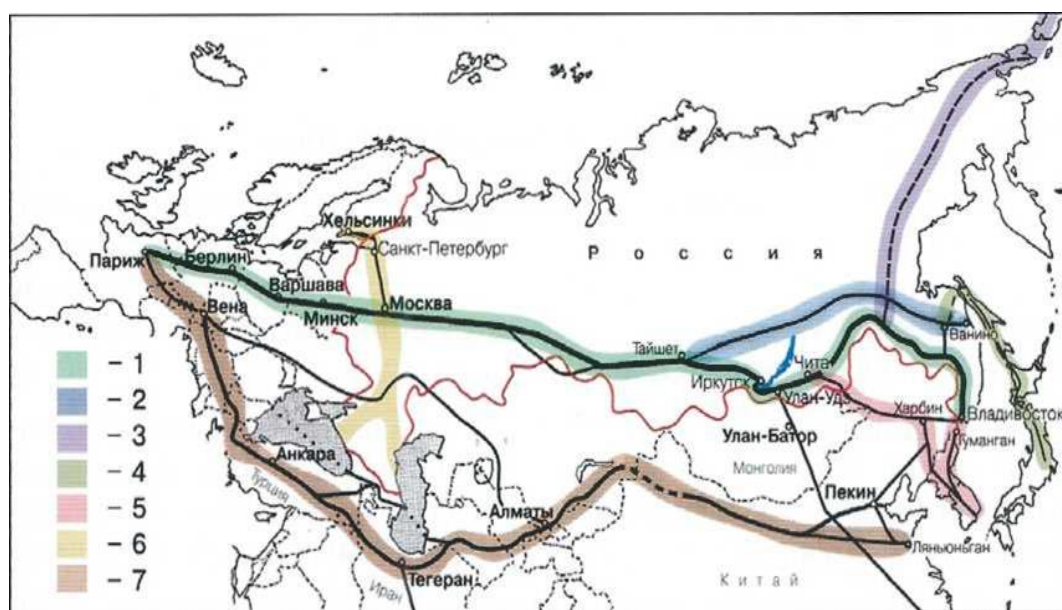 Хельсинки
Санкт-Петербург
Россия
Париж
Берлин
Варшава
Минск
Москва
Вена
Тайшет
Иркутск
Чита
Улан-Удэ
Ванино
Харбин
Владивосток
Туманган
Улан-Батор
Монголия
Анкара
Турция
Пекин
Алматы
Ляньюньган
Тегеран
Иран
Китай
- 1
- 2
- 3
- 4
- 5
- 6
- 7